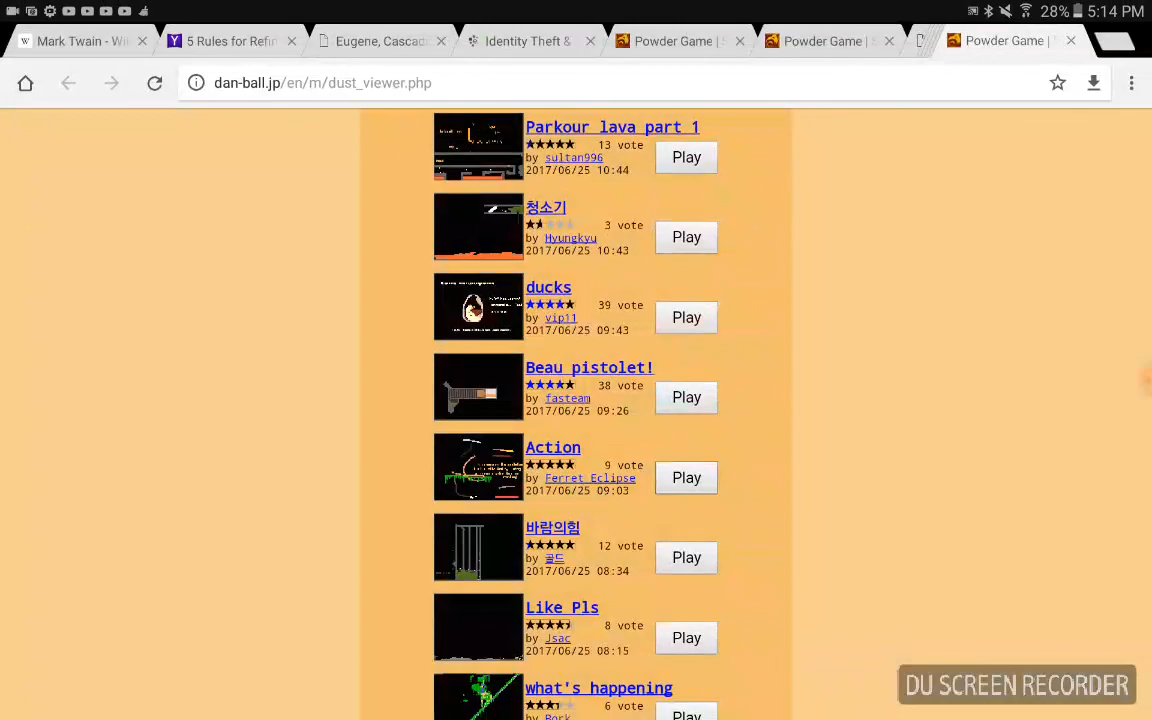 28% 5:14 PM
W Mark Twain - Wi
5 Rules for Refin
Eugene, Cascad
Identity Theft &
Powder Game | S
Powder Game | S
Powder Game |
dan-ball.jp/en/m/dust_viewer.php
Parkour lava part 1
★★★★★ 13 vote
by sultan996
2017/06/25 10:44
Play
청소기
3 vote
by Hyungkyu
2017/06/25 10:43
Play
ducks
★★★★★ 39 vote
by vip11
2017/06/25 09:43
Play
Beau pistolet!
★★★★★ 38 vote
by fasteam
2017/06/25 09:26
Play
Action
★★★★★ 9 vote
by Ferret_Eclipse
2017/06/25 09:03
Play
바람의힘
★★★★★ 12 vote
by 골드
2017/06/25 08:34
Play
Like Pls
8 vote
by Jsac
2017/06/25 08:15
Play
what's happening
6 vote
by Bork
Play
DU SCREEN RECORDER